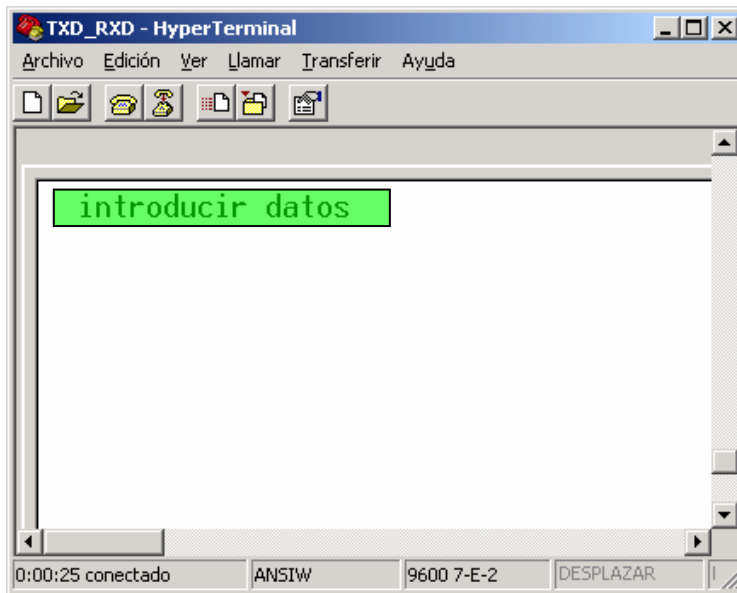 TXD_RXD - HyperTerminal
Archivo Edición Ver Llamar Transferir Ayuda
introducir datos
0:00:25 conectado ANSIW 9600 7-E-2 DESPLAZAR